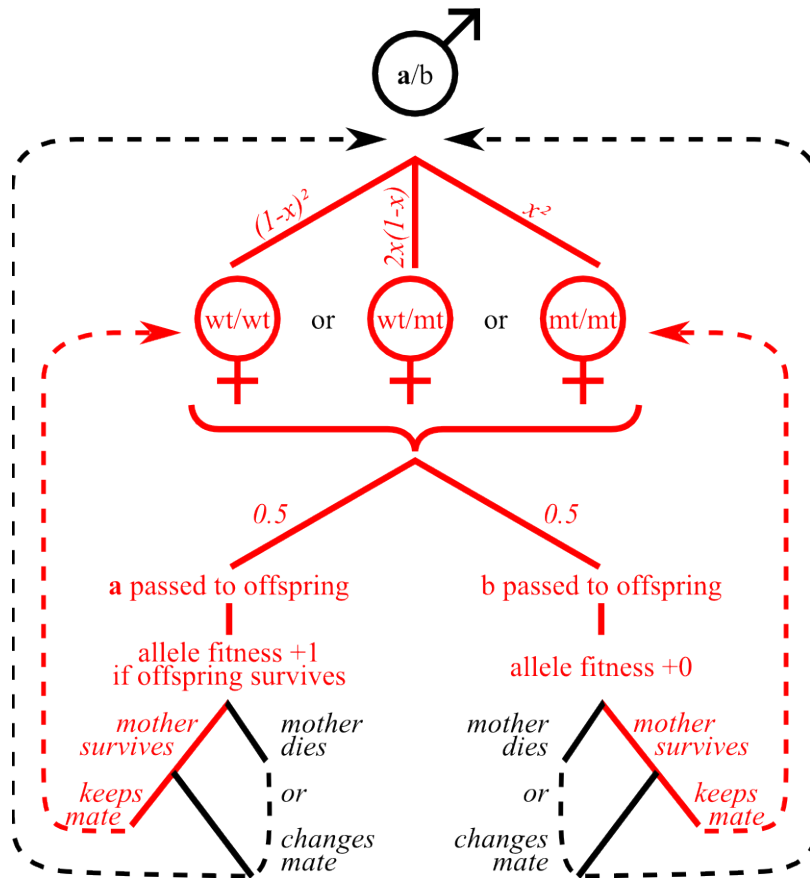 a/b
(1-x)²
2x(1-x)
x²
wt/wt or wt/mt or mt/mt
0.5 0.5
a passed to offspring b passed to offspring
allele fitness +1
if offspring survives
allele fitness +0
mother
survives
mother
dies
mother
dies
mother
survives
keeps
mate
or
or
keeps
mate
changes
mate
changes
mate